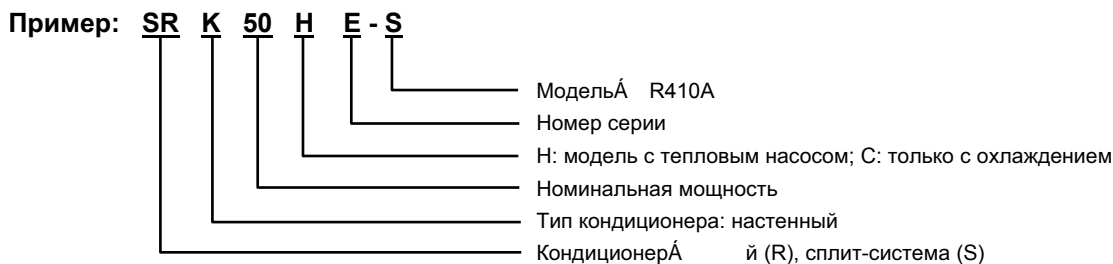 Пример: SR K 50 H E - S
МодельÁ R410A
Номер серии
H: модель с тепловым насосом; C: только с охлаждением
Номинальная мощность
Тип кондиционера: настенный
КондиционерÁ й (R), сплит-система (S)